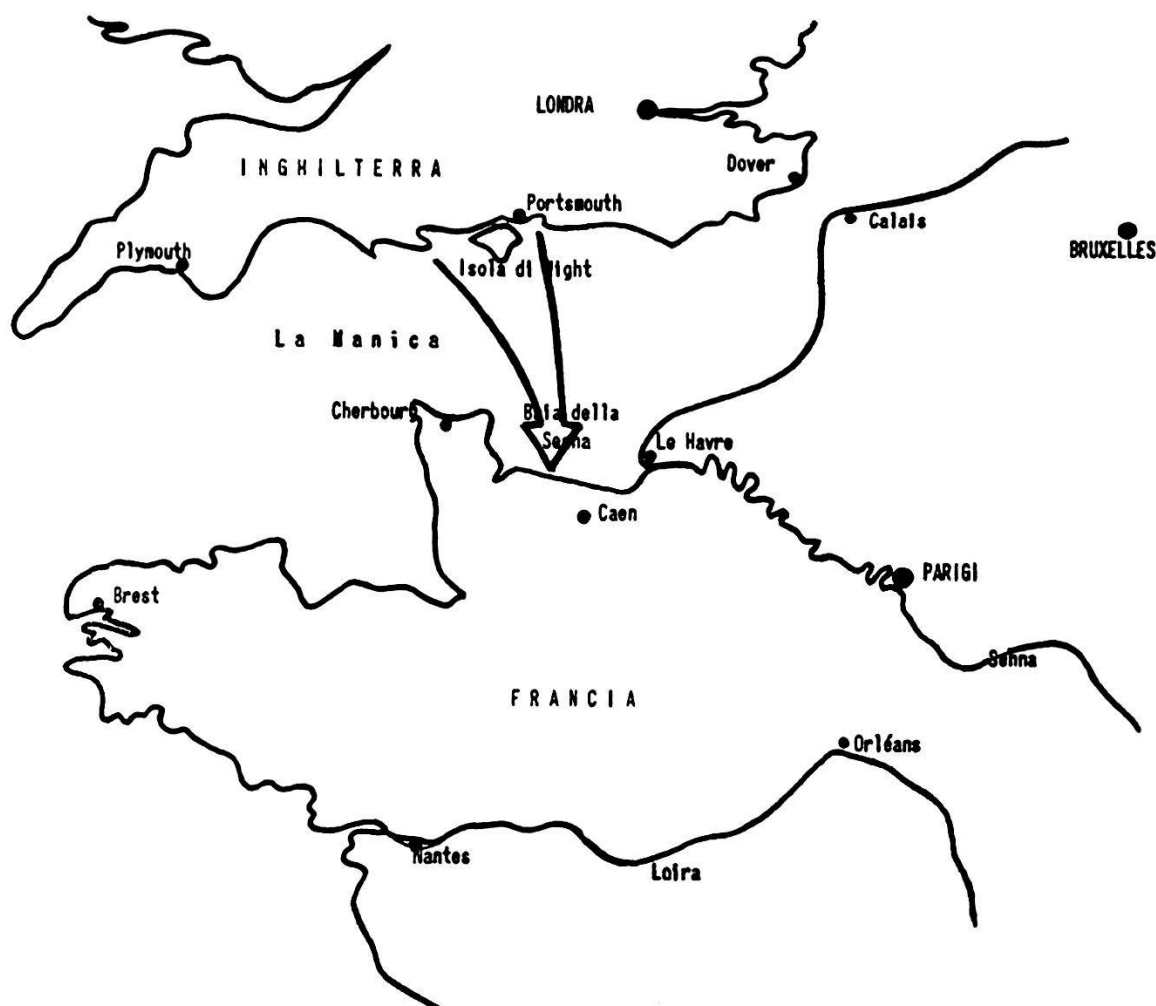 LONDRA
INGHILTERRA
Dover
Portsmouth
Calais
Plymouth
BRUXELLES
Isola di Wight
La Manica
Cherbourg
Baia della
Senna
Le Havre
Caen
PARIGI
Brest
Senna
FRANCIA
Orléans
Nantes
Loira